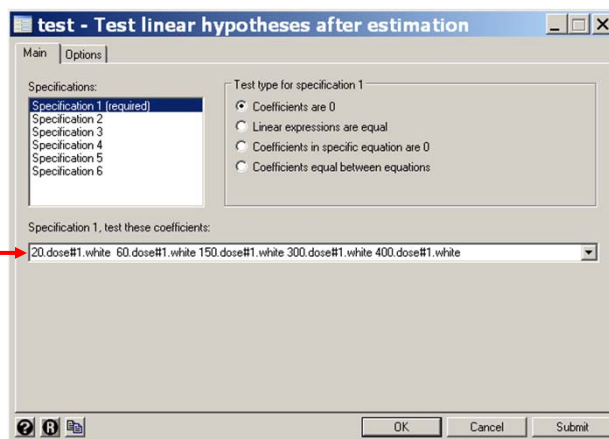 test - Test linear hypotheses after estimation
Main
Options
Specifications:
Specification 1 (required)
Specification 2
Specification 3
Specification 4
Specification 5
Specification 6
Test type for specification 1
Coefficients are 0
Linear expressions are equal
Coefficients in specific equation are 0
Coefficients equal between equations
Specification 1, test these coefficients:
20.dose#1.white 60.dose#1.white 150.dose#1.white 300.dose#1.white 400.dose#1.white
? R
OK
Cancel
Submit